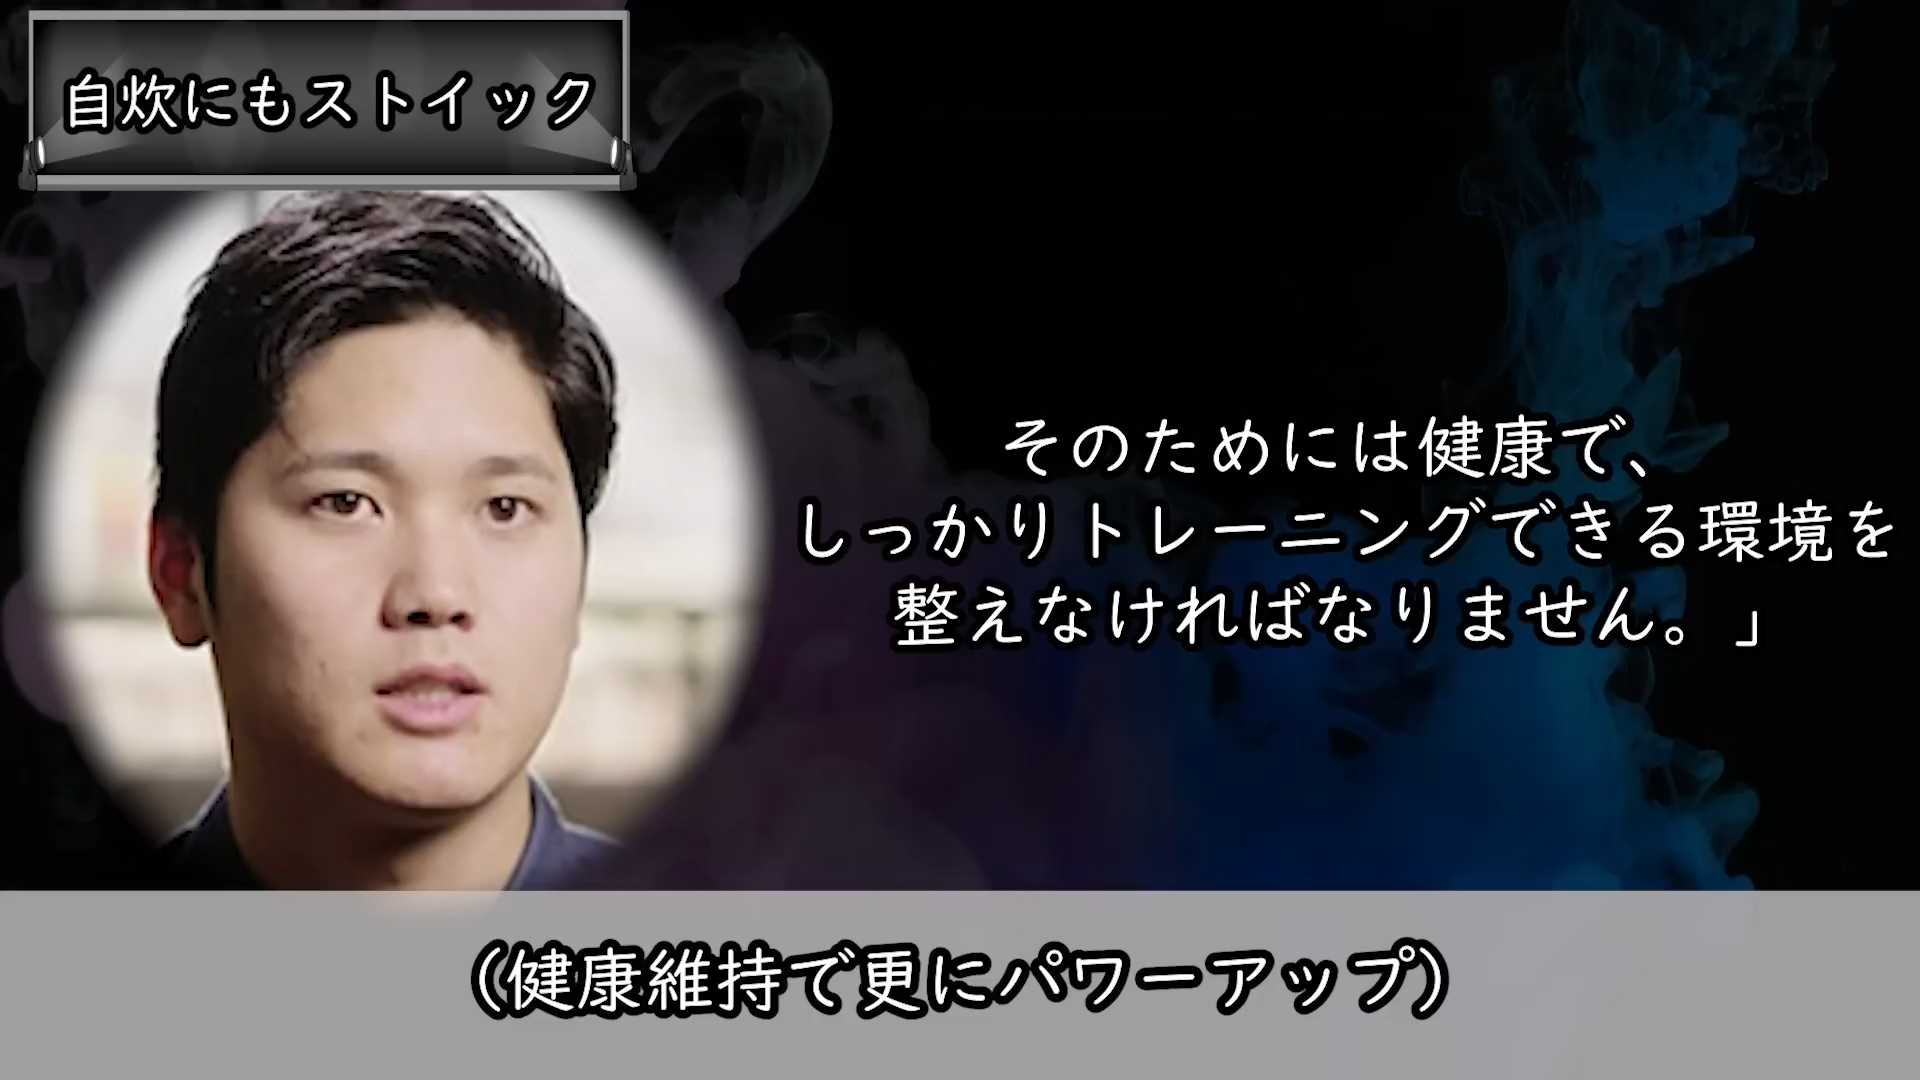 自炊にもストイック
そのためには健康で、
しっかりトレーニングできる環境を
整えなければなりません。」
（健康維持で更にパワーアップ）